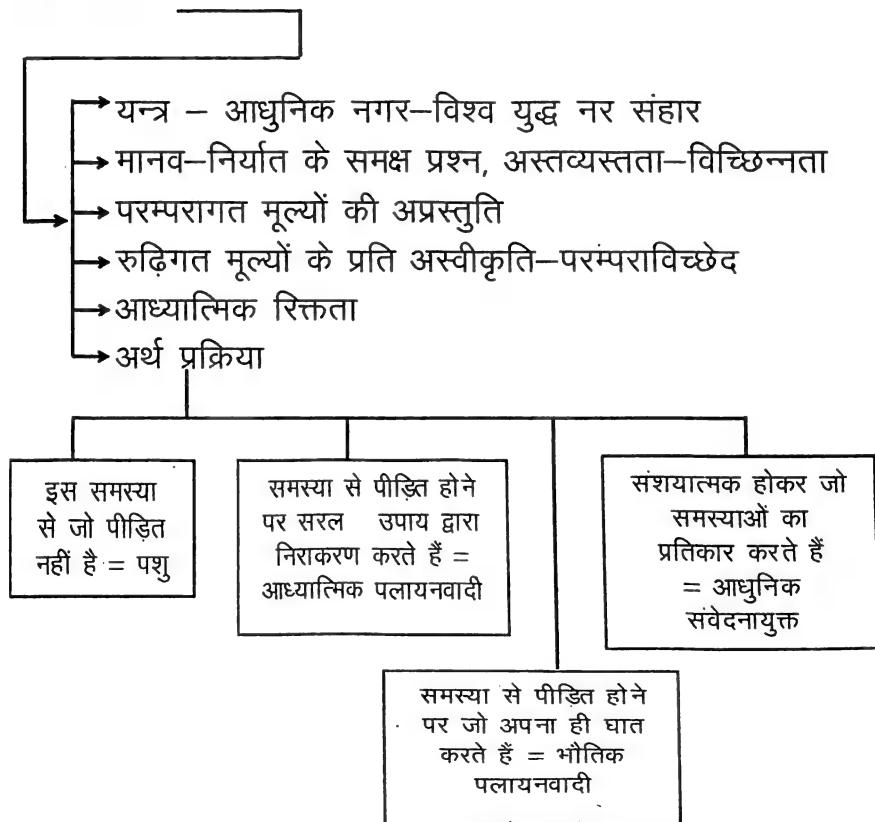 यन्त्र – आधुनिक नगर–विश्व युद्ध नर संहार
मानव–निर्यात के समक्ष प्रश्न, अस्तव्यस्तता–विच्छिन्नता
परम्परागत मूल्यों की अप्रस्तुति
रुढ़िगत मूल्यों के प्रति अस्वीकृति–परंम्पराविच्छेद
आध्यात्मिक रिक्तता
अर्थ प्रक्रिया
इस समस्या
से जो पीड़ित
नहीं है = पशु
समस्या से पीड़ित होने
पर सरल उपाय द्वारा
निराकरण करते हैं =
आध्यात्मिक पलायनवादी
संशयात्मक होकर जो
समस्याओं का
प्रतिकार करते हैं
= आधुनिक
संवेदनायुक्त
समस्या से पीड़ित होने
पर जो अपना ही घात
करते हैं = भौतिक
पलायनवादी